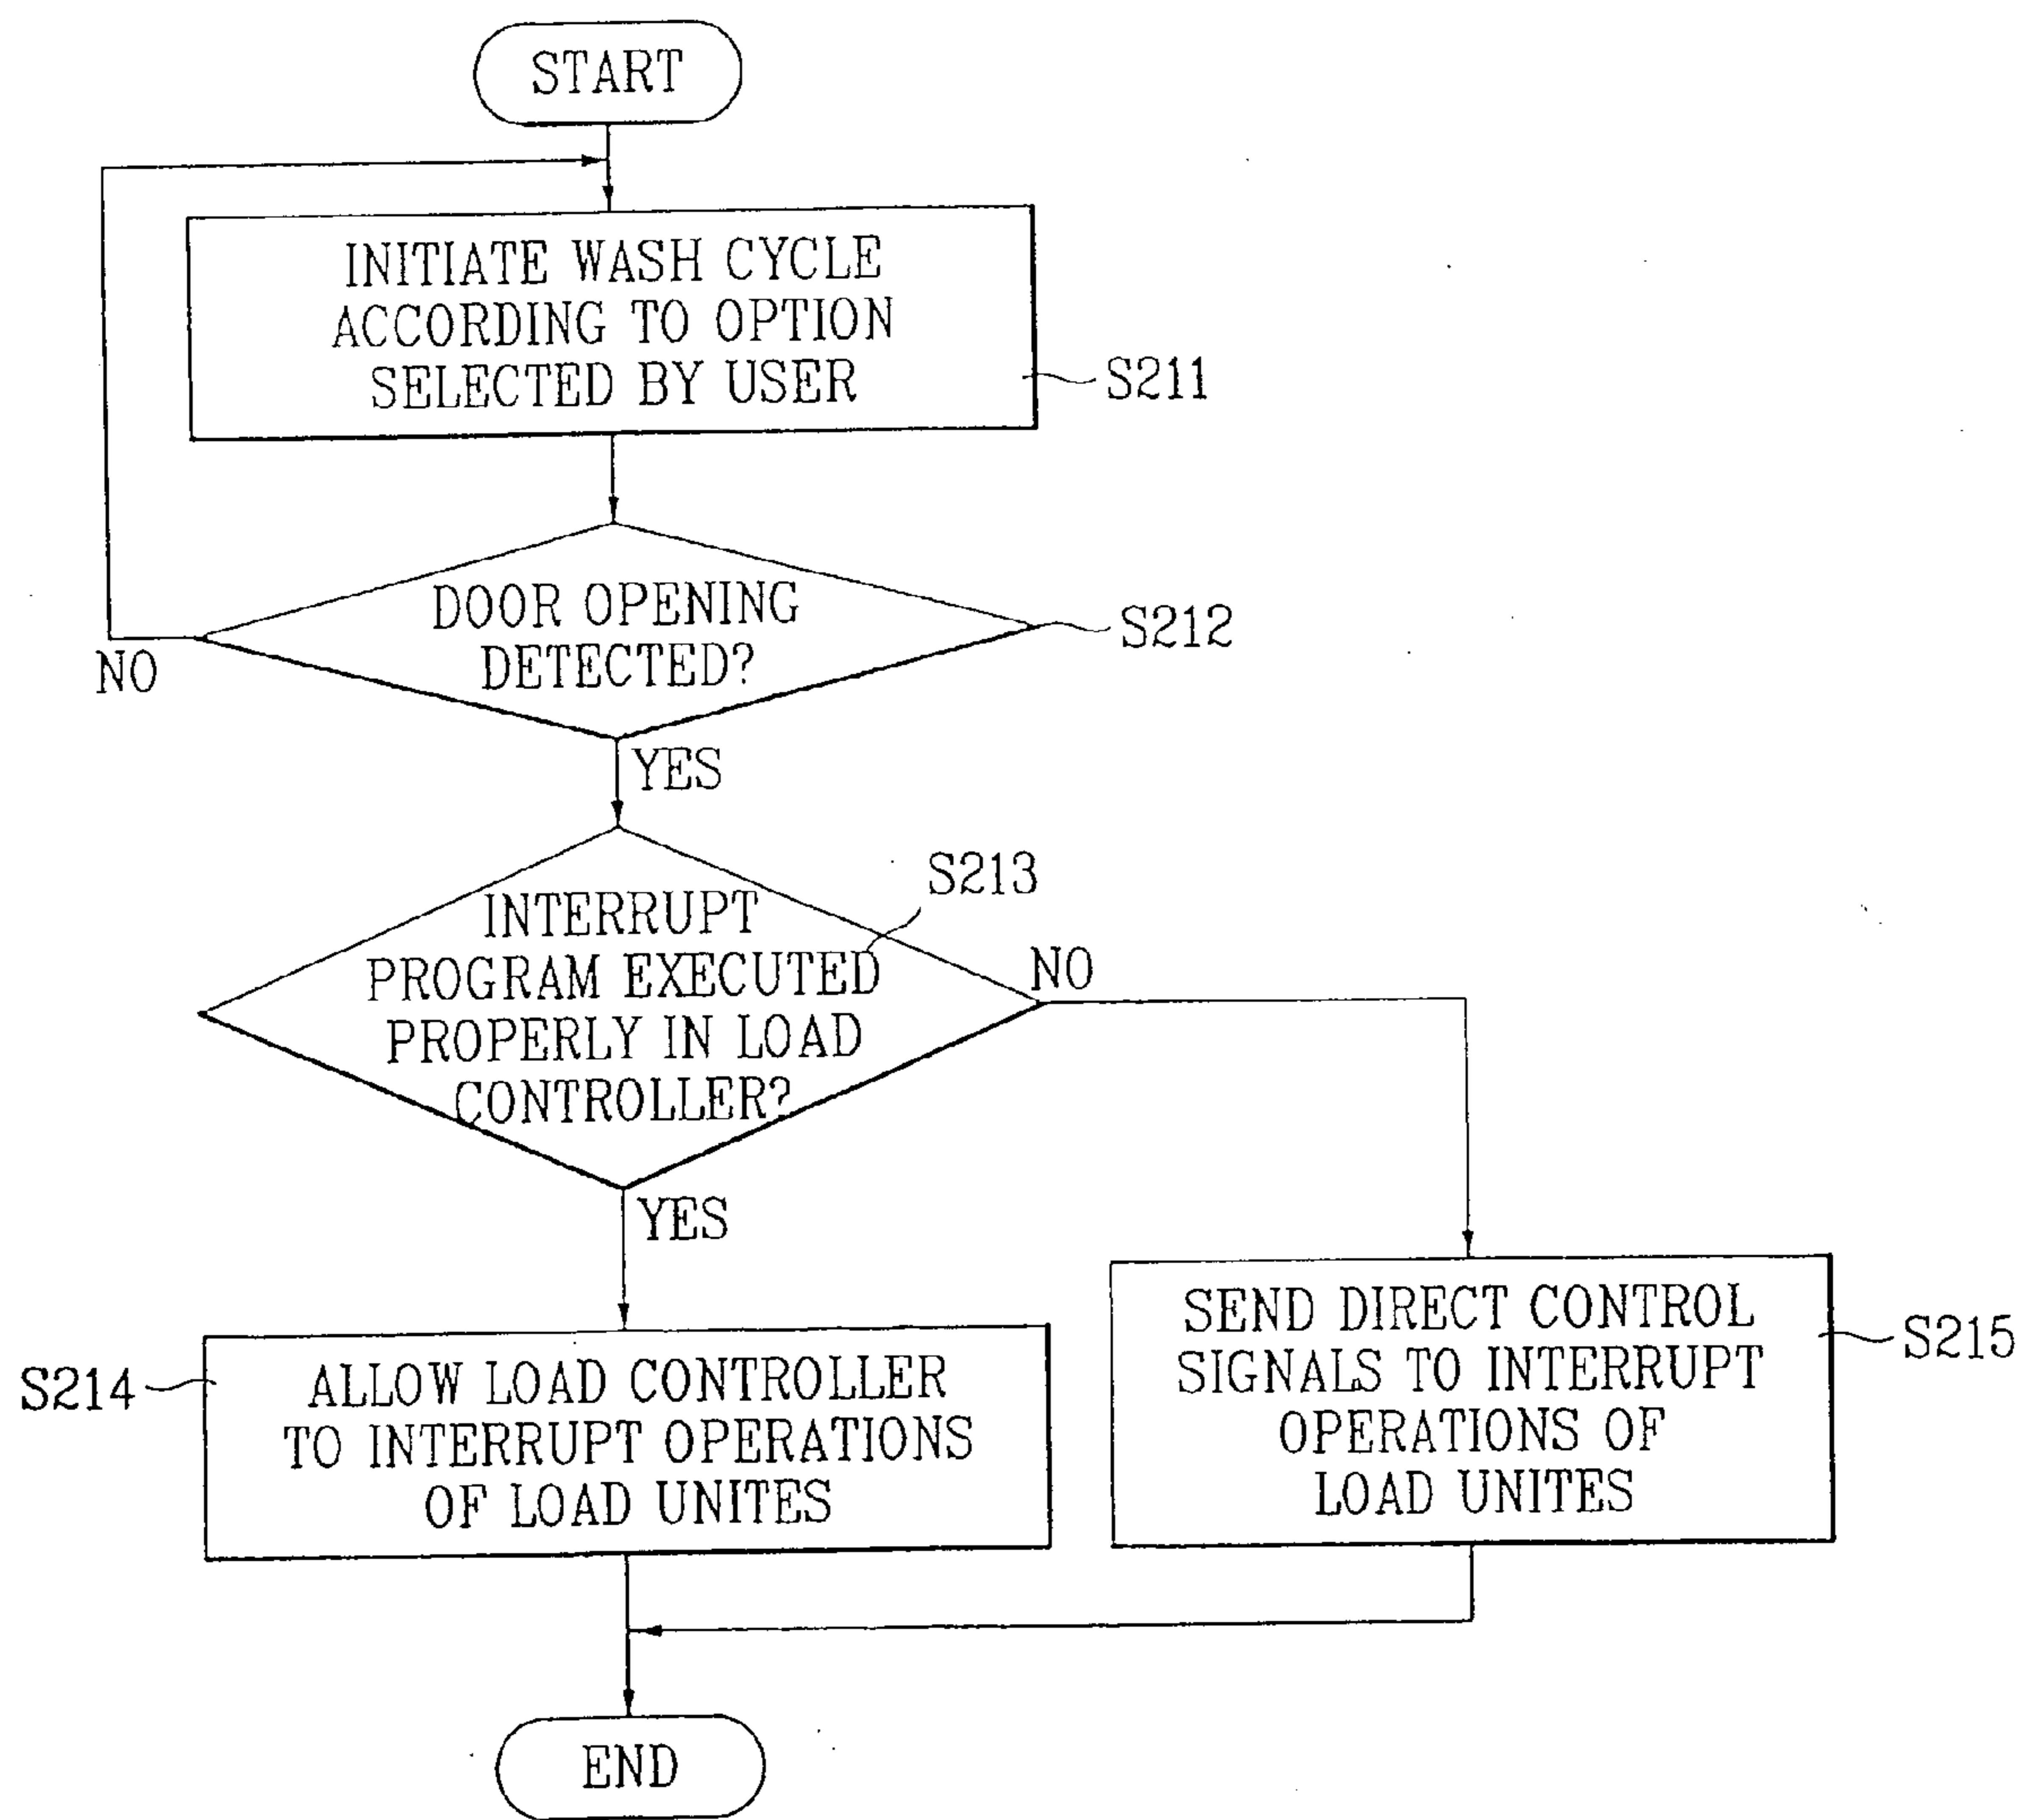 START
INITIATE WASH CYCLE
ACCORDING TO OPTION
SELECTED BY USER
S211
DOOR OPENING
DETECTED?
S212
NO
YES
S213
INTERRUPT
PROGRAM EXECUTED
PROPERLY IN LOAD
CONTROLLER?
NO
YES
S214
ALLOW LOAD CONTROLLER
TO INTERRUPT OPERATIONS
OF LOAD UNITES
SEND DIRECT CONTROL
SIGNALS TO INTERRUPT
OPERATIONS OF
LOAD UNITES
S215
END